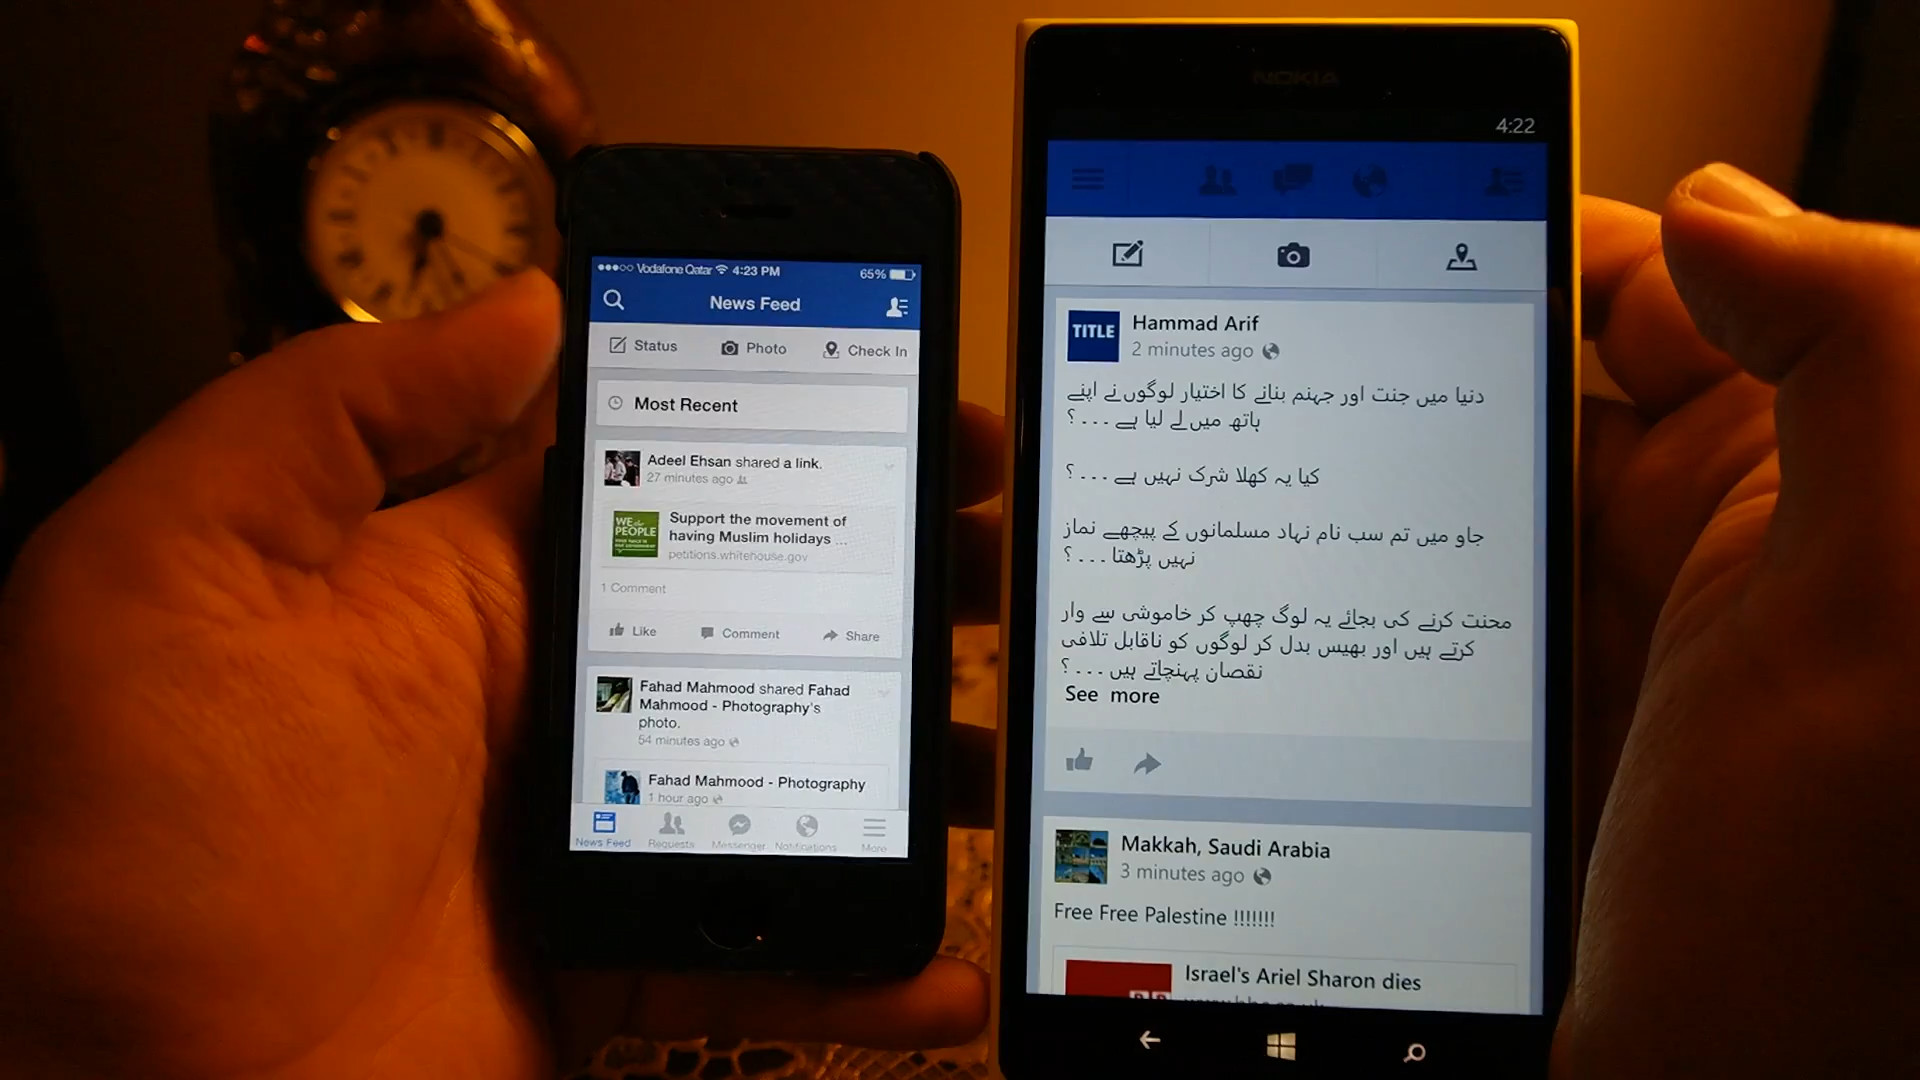 Vodafone Qatar 4:23 PM 65%
News Feed
Status Photo Check In
Most Recent
Adeel Ehsan shared a link.
27 minutes ago
WE the PEOPLE
Support the movement of
having Muslim holidays ...
petitions.whitehouse.gov
1 Comment
Like Comment Share
Fahad Mahmood shared Fahad
Mahmood - Photography's
photo.
54 minutes ago
Fahad Mahmood - Photography
1 hour ago
News Feed Requests Messenger Notifications More
NOKIA
4:22
TITLE
Hammad Arif
2 minutes ago
دنیا میں جنت اور جہنم بنانے کا اختیار لوگوں نے اپنے
ہاتھ میں لے لیا ہے ...؟
کیا یہ کھلا شرک نہیں ہے ...؟
جاو میں تم سب نام نہاد مسلمانوں کے پیچھے نماز
نہیں پڑھتا ...؟
محنت کرنے کی بجائے یہ لوگ چھپ کر خاموشی سے وار
کرتے ہیں اور بھیس بدل کر لوگوں کو ناقابل تلافی
نقصان پہنچاتے ہیں ...؟
See more
Makkah, Saudi Arabia
3 minutes ago
Free Free Palestine !!!!!!!
Israel's Ariel Sharon dies